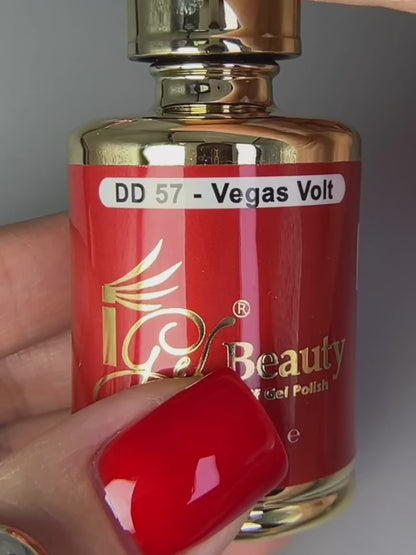 DD 57 - Vegas Volt
iGel Beauty®
Gel Polish
e